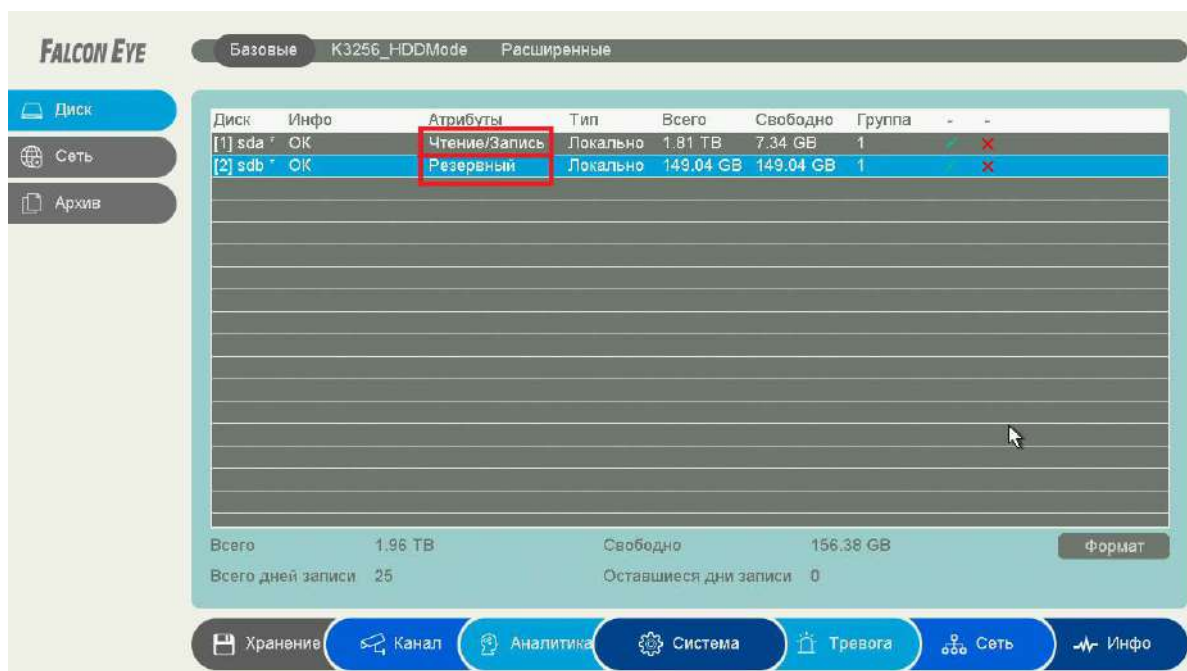 FALCON EYE
Базовые K3256_HDDMode Расширенные
Диск
Сеть
Архив
Диск Инфо Атрибуты Тип Всего Свободно Группа - -
[1] sda * ОК Чтение/Запись Локально 1.81 TB 7.34 GB 1
[2] sdb * ОК Резервный Локально 149.04 GB 149.04 GB 1
Всего 1.96 TB Свободно 156.38 GB Формат
Всего дней записи 25 Оставшиеся дни записи 0
Хранение Канал Аналитика Система Тревога Сеть Инфо